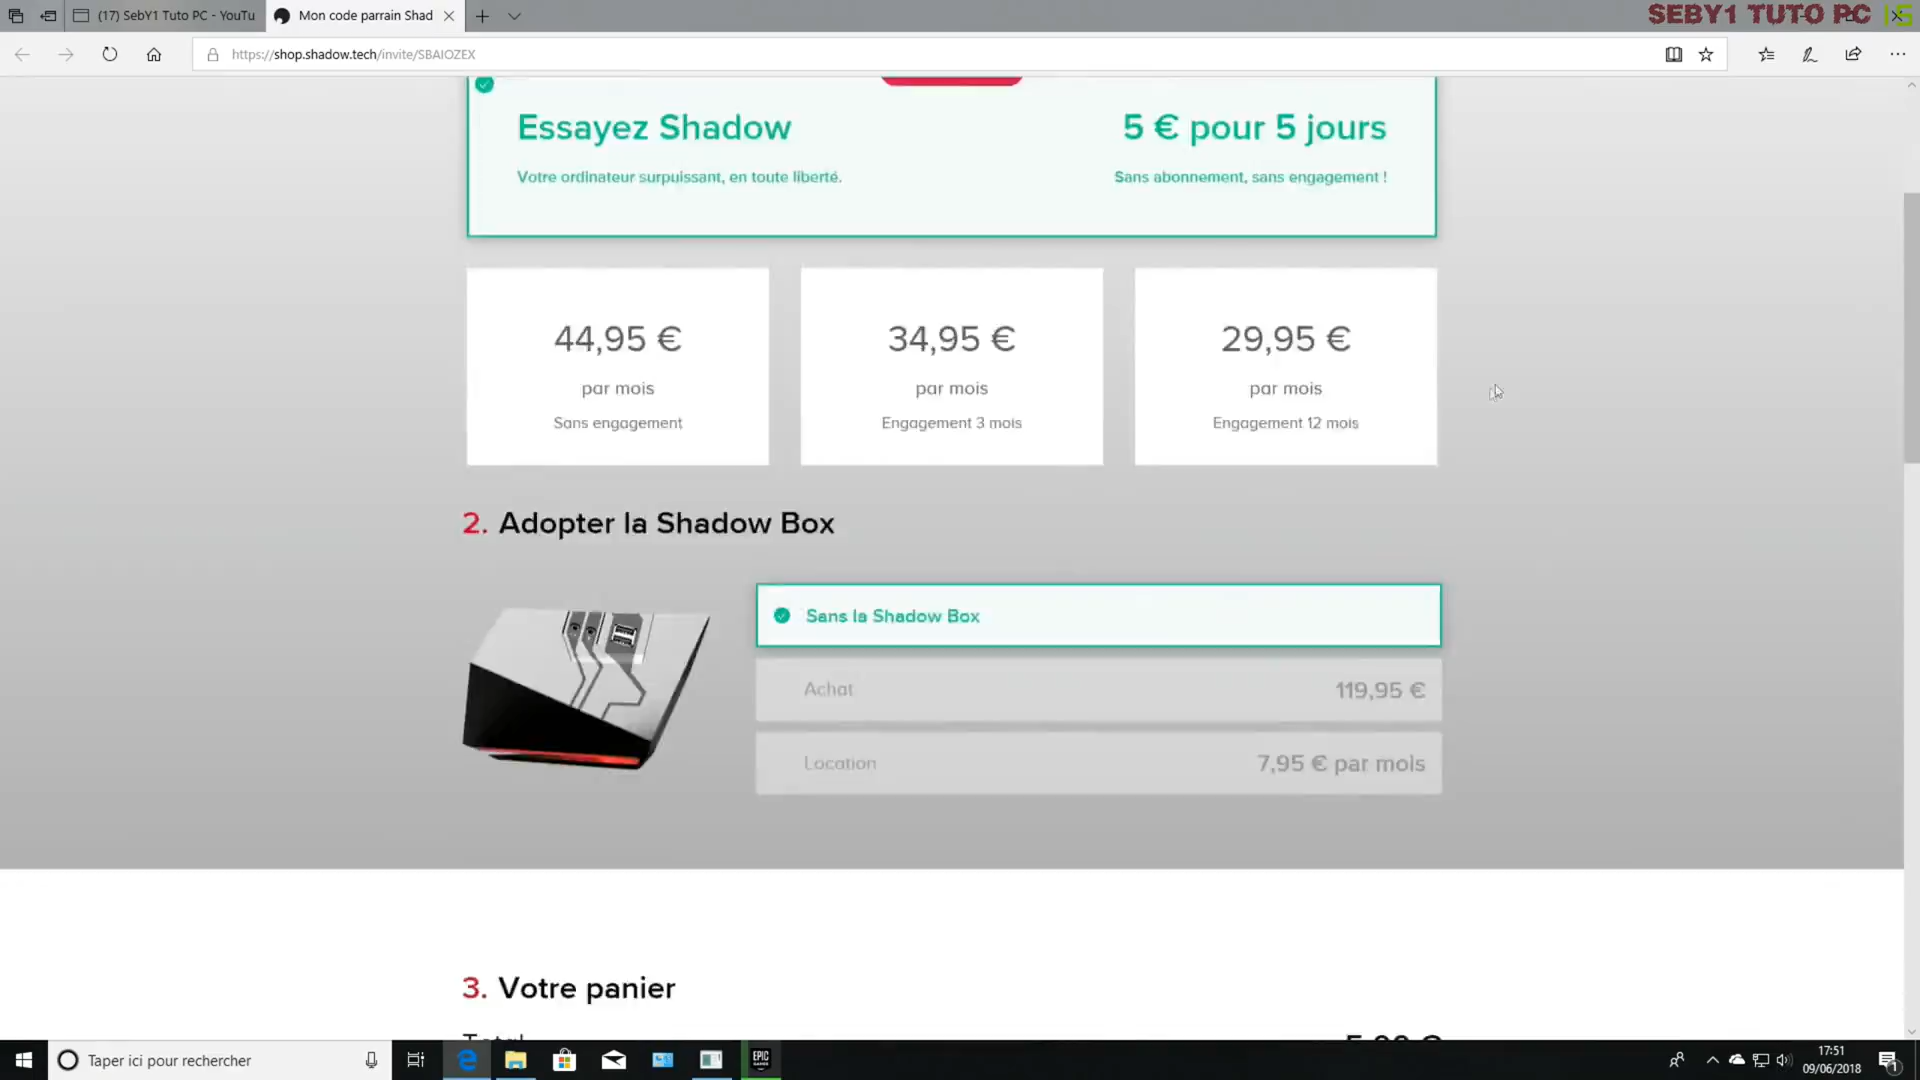 (17) SebY1 Tuto PC - YouTu
Mon code parrain Shad
SEBY1 TUTO PC
https://shop.shadow.tech/invite/SBAIOZEX
Essayez Shadow
5 € pour 5 jours
Votre ordinateur surpuissant, en toute liberté.
Sans abonnement, sans engagement !
44,95 €
par mois
Sans engagement
34,95 €
par mois
Engagement 3 mois
29,95 €
par mois
Engagement 12 mois
2. Adopter la Shadow Box
Sans la Shadow Box
Achat
119,95 €
Location
7,95 € par mois
3. Votre panier
Total
Taper ici pour rechercher
EPIC
GAMES
17:51
09/06/2018
1